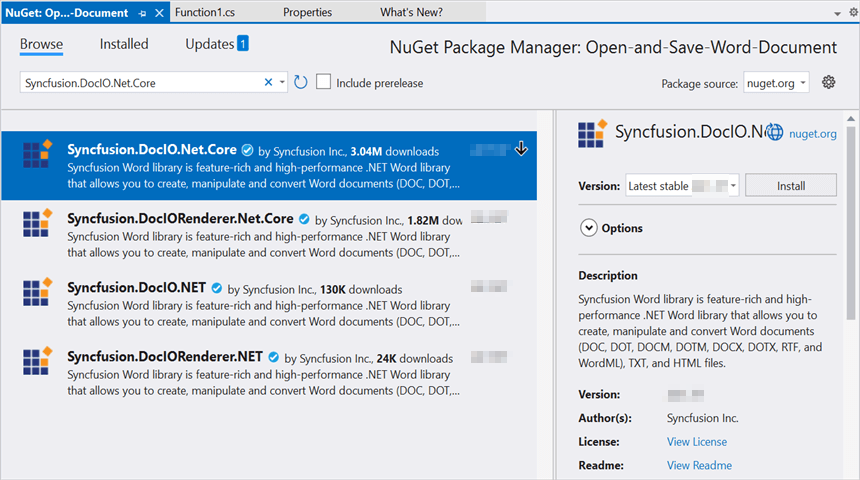 NuGet: Op...-Document
Function1.cs
Properties
What's New?
Browse
Installed
Updates 1
NuGet Package Manager: Open-and-Save-Word-Document
Syncfusion.DocIO.Net.Core
Include prerelease
Package source: nuget.org
Syncfusion.DocIO.Net.Core by Syncfusion Inc., 3.04M downloads
Syncfusion Word library is feature-rich and high-performance .NET Word library
that allows you to create, manipulate and convert Word documents (DOC, DOT,...
Syncfusion.DocIORenderer.Net.Core by Syncfusion Inc., 1.82M dow
Syncfusion Word library is feature-rich and high-performance .NET Word library
that allows you to create, manipulate and convert Word documents (DOC, DOT,...
Syncfusion.DocIO.NET by Syncfusion Inc., 130K downloads
Syncfusion Word library is feature-rich and high-performance .NET Word library
that allows you to create, manipulate and convert Word documents (DOC, DOT,...
Syncfusion.DocIORenderer.NET by Syncfusion Inc., 24K downloads
Syncfusion Word library is feature-rich and high-performance .NET Word library
that allows you to create, manipulate and convert Word documents (DOC, DOT,...
Syncfusion.DocIO.N
nuget.org
Version: Latest stable
Install
Options
Description
Syncfusion Word library is feature-rich and high-
performance .NET Word library that allows you to
create, manipulate and convert Word documents
(DOC, DOT, DOCM, DOTM, DOCX, DOTX, RTF, and
WordML), TXT, and HTML files.
Version:
Author(s): Syncfusion Inc.
License: View License
Readme: View Readme